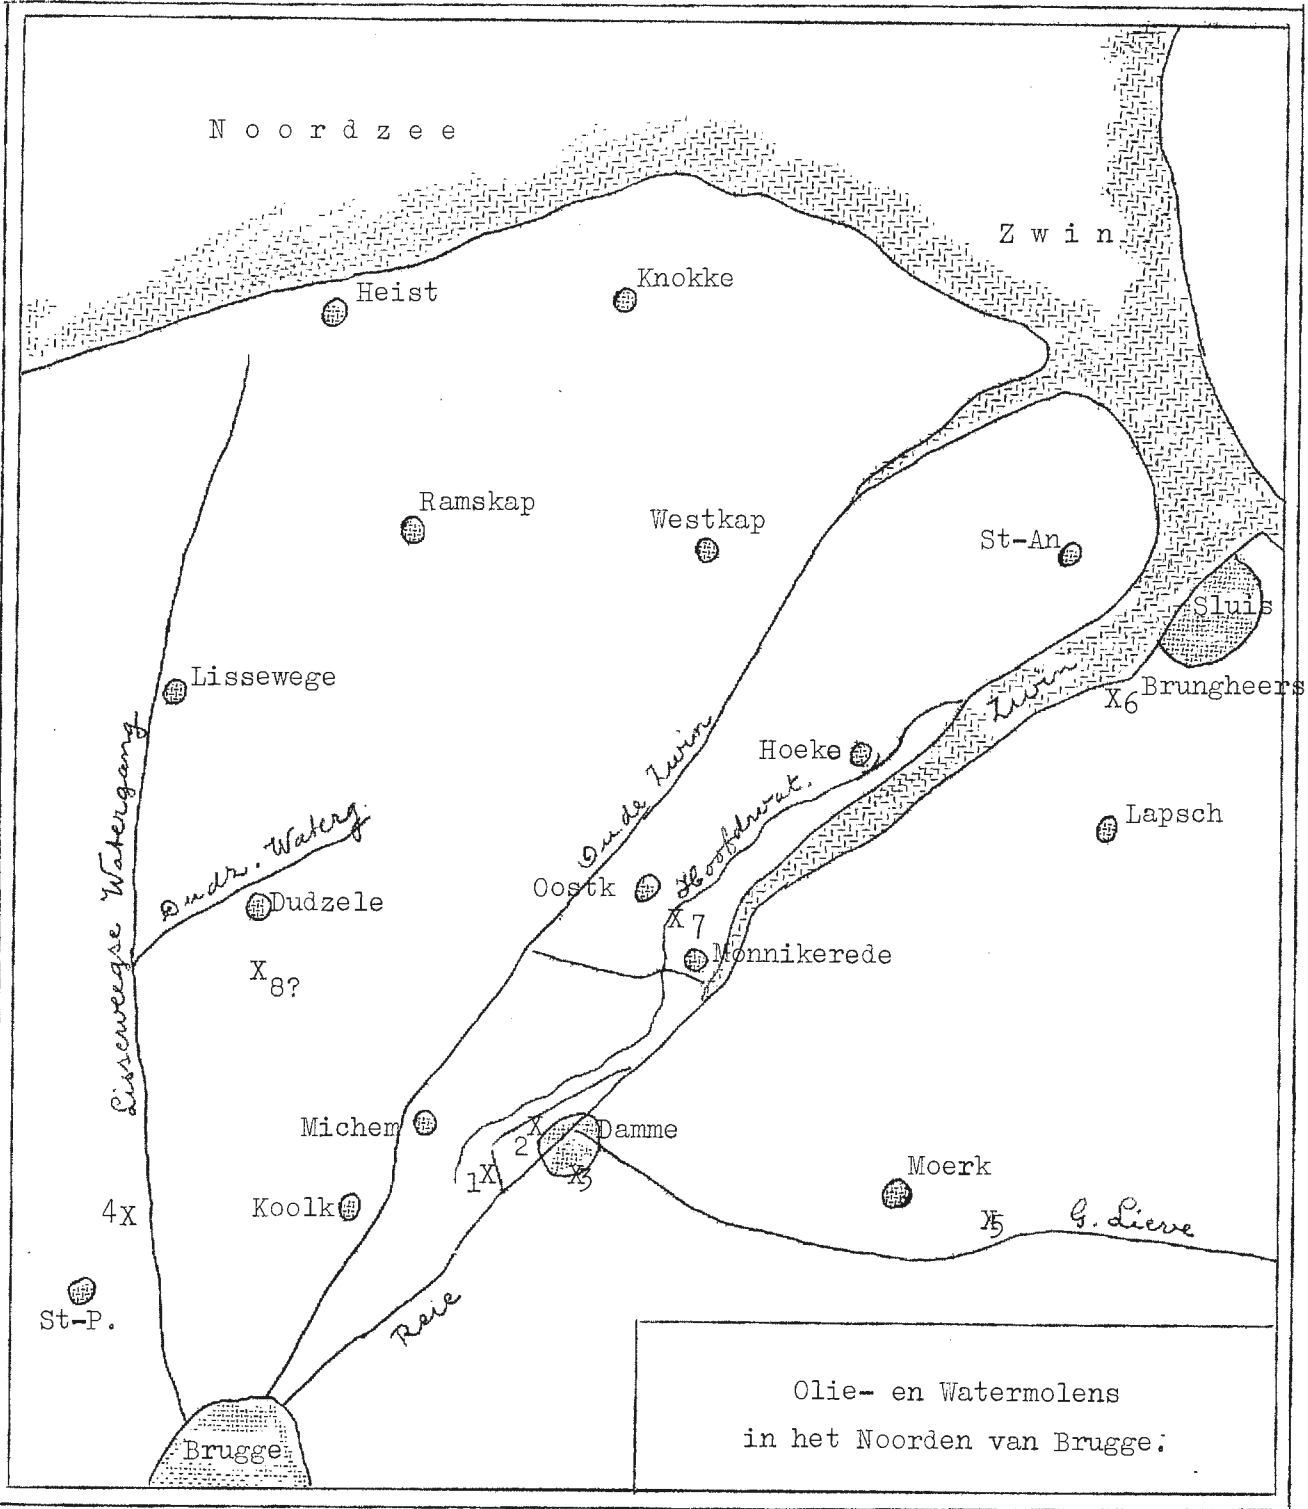 Noordzee
Zwin
Knokke
Heist
Ramskap
Westkap
St-An
Sluis
Lissewege
Zwin
X6 Brungheers
Hoeke
Oude Zwin
Hoofdwat.
Lapsch
Lisseweegse Watergang
Dudz. Waterg.
Oostk
Dudzele
X 7
Monnikerede
X 8?
Michem
2 X
Damme
1X
X3
Moerk
4X
Koolk
X5
G. Lieve
St-P.
Reie
Brugge
Olie- en Watermolens
in het Noorden van Brugge.